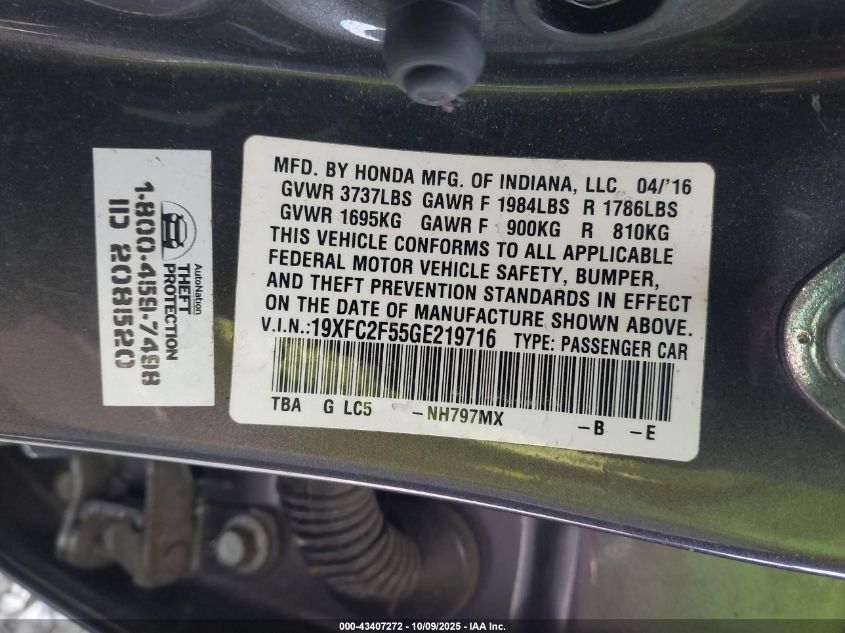 MFD. BY HONDA MFG. OF INDIANA, LLC 04/'16
GVWR 3737LBS GAWR F 1984LBS R 1786LBS
GVWR 1695KG GAWR F 900KG R 810KG
THIS VEHICLE CONFORMS TO ALL APPLICABLE
FEDERAL MOTOR VEHICLE SAFETY, BUMPER,
AND THEFT PREVENTION STANDARDS IN EFFECT
ON THE DATE OF MANUFACTURE SHOWN ABOVE.
V.I.N.:19XFC2F55GE219716 TYPE: PASSENGER CAR
TBA G LC5 -NH797MX -B -E
AutoNation
THEFT
PROTECTION
1-800-459-7498
ID 2081520
000-43407272 - 10/09/2025 - IAA Inc.